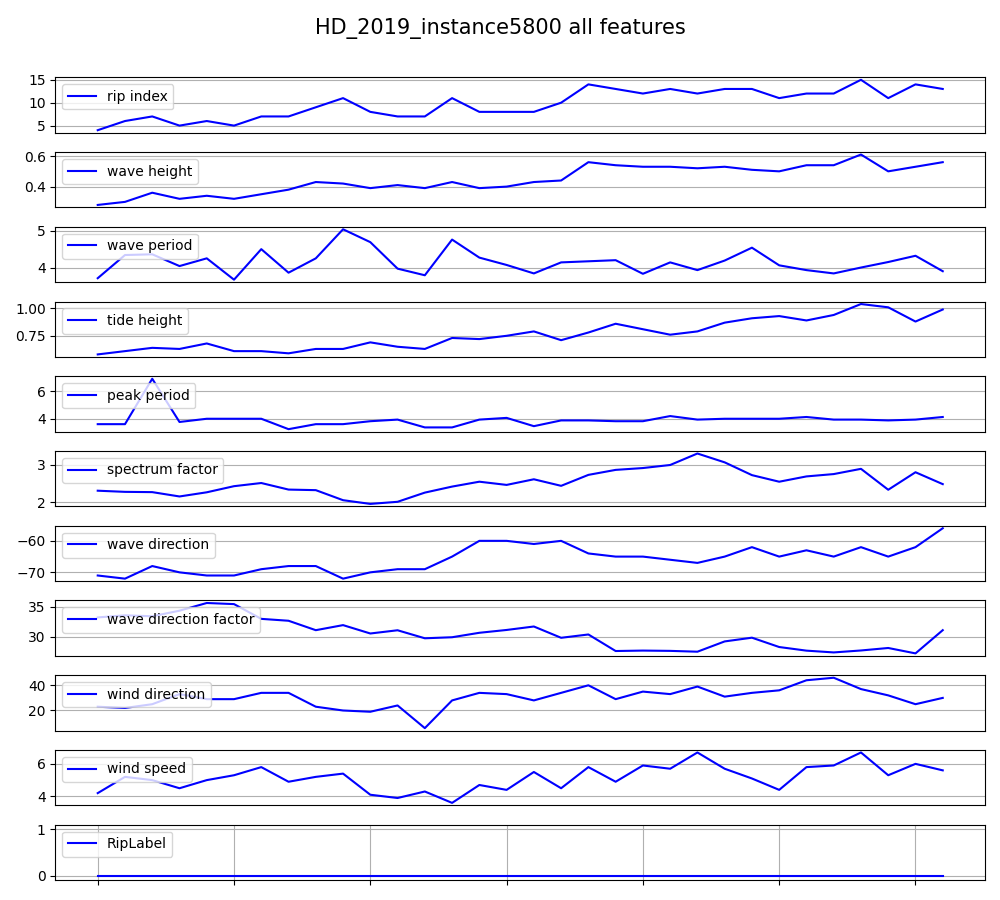 HD_2019_instance5800 all features
15
10
5
rip index
0.6
0.4
wave height
5
4
wave period
1.00
0.75
tide height
6
4
peak period
3
2
spectrum factor
−60
−70
wave direction
35
30
wave direction factor
40
20
wind direction
6
4
wind speed
1
0
RipLabel